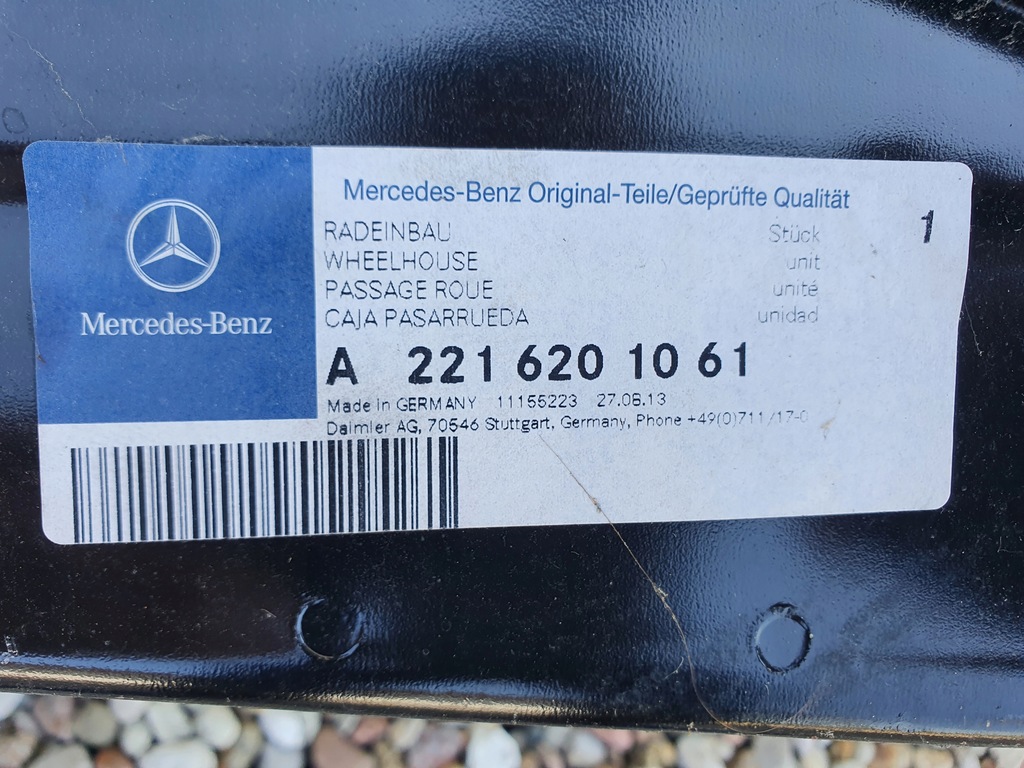 Mercedes-Benz
Mercedes-Benz Original-Teile/Geprüfte Qualität
RADEINBAU Stück 1
WHEELHOUSE unit
PASSAGE ROUE unité
CAJA PASARRUEDA unidad
A 221 620 10 61
Made in GERMANY 11155223 27.08.13
Daimler AG, 70546 Stuttgart, Germany, Phone +49(0)711/17-0